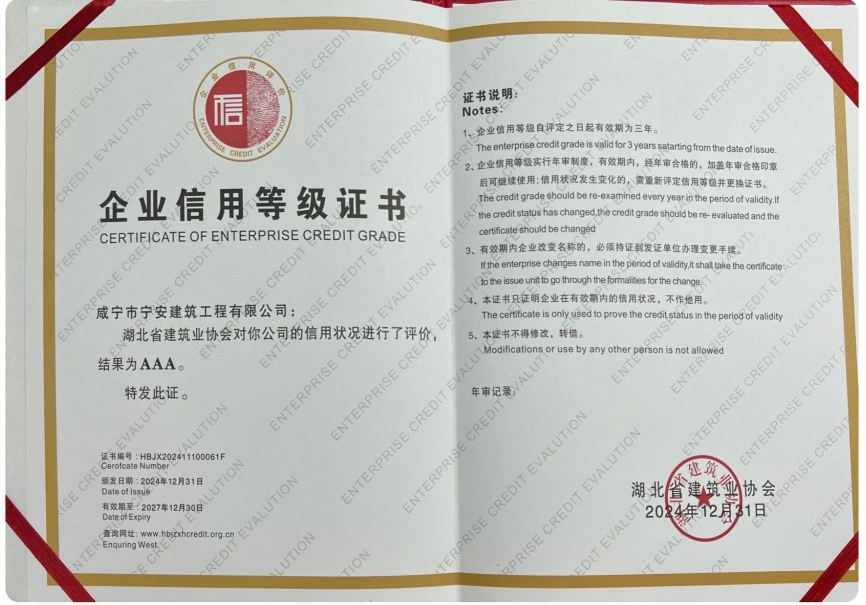 企业信用评价
信
ENTERPRISE CREDIT EVALUATION
企业信用等级证书
CERTIFICATE OF ENTERPRISE CREDIT GRADE
咸宁市宁安建筑工程有限公司：
湖北省建筑业协会对你公司的信用状况进行了评价，
结果为AAA。
特发此证。
证书编号：HBJX202411100061F
Cerofcate Number
颁发日期：2024年12月31日
Date of Issue
有效期至：2027年12月30日
Date of Expiry
查询网址：www.hbjzxhcredit.org.cn
Enquring West
证书说明：
Notes：
1、企业信用等级自评定之日起有效期为三年。
The enterprise credit grade is valid for 3 years satarting from the date of issue.
2、企业信用等级实行年审制度，有效期内，经年审合格的，加盖年审合格印章
后可继续使用；信用状况发生变化的，需重新评定信用等级并更换证书。
The credit grade should be re-examined every year in the period of validity.If
the credit status has changed,the credit grade should be re- evaluated and the
certificate should be changed
3、有效期内企业改变名称的，必须持证到发证单位办理变更手续。
If the enterprise changes name in the period of validity,it shall take the certificate
to the issue unit to go through the formalities for the change.
4、本证书只证明企业在有效期内的信用状况，不作他用。
The certificate is only used to prove the credit status in the period of validity
5、本证书不得修改，转借。
Modifications or use by any other person is not allowed
年审记录：
湖北省建筑业协会
2024年12月31日
湖北省建筑业协会
ENTERPRISE CREDIT EVALUTION